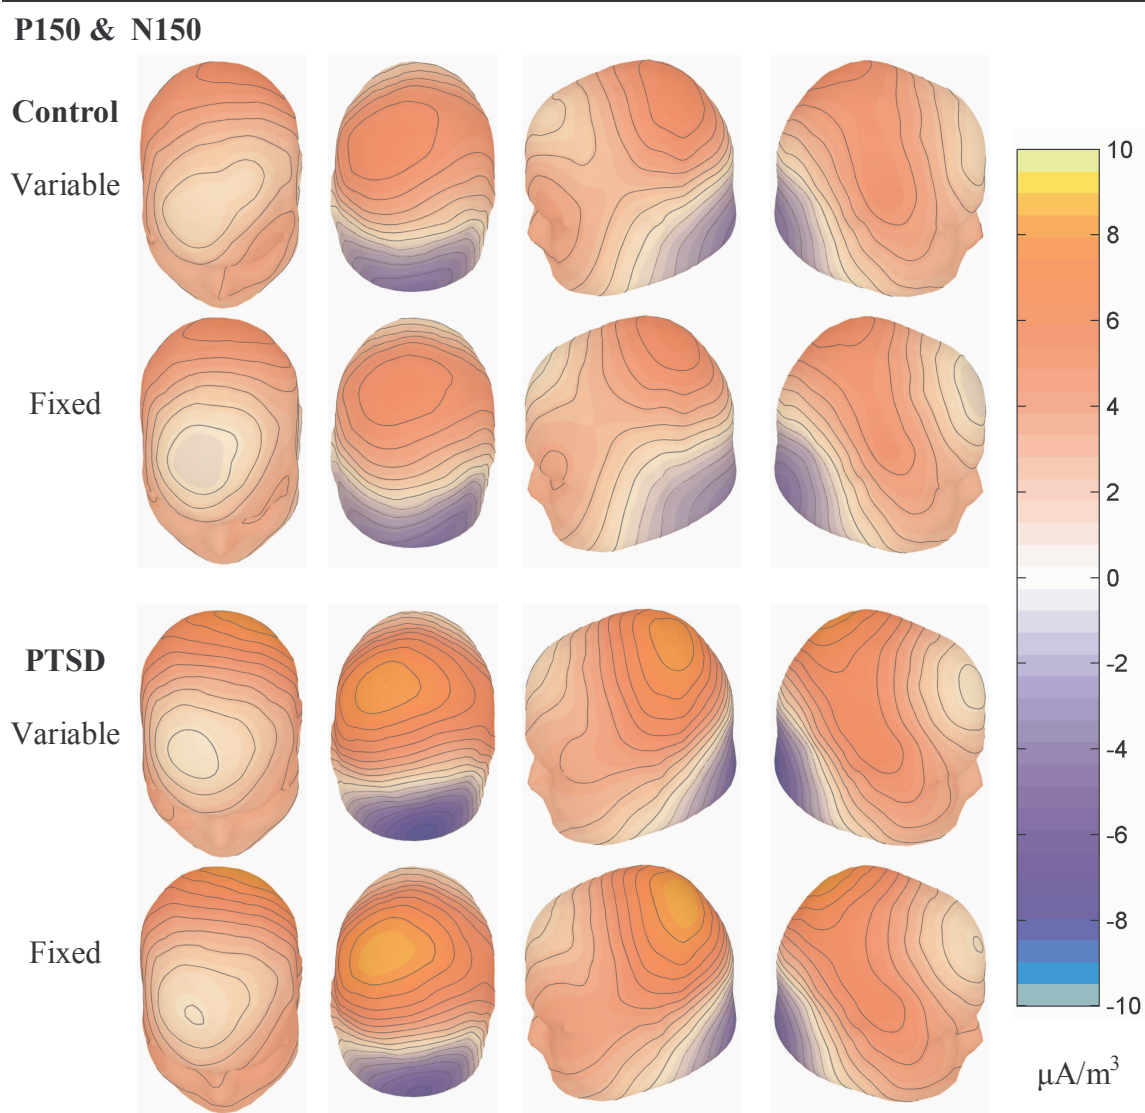 P150 & N150
Control
Variable
Fixed
PTSD
Variable
Fixed
10
8
6
4
2
0
-2
-4
-6
-8
-10
μA/m³